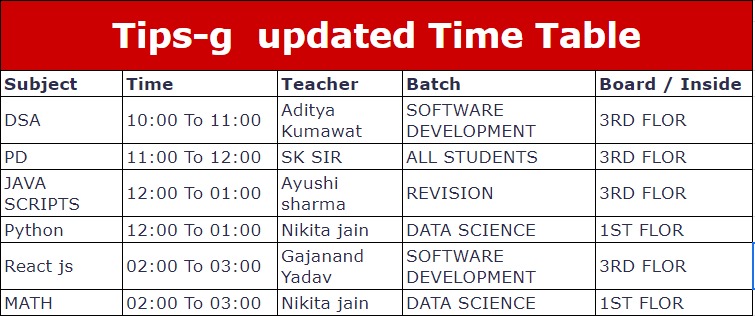 Tips-g updated Time Table
Subject Time Teacher Batch Board / Inside
DSA 10:00 To 11:00 Aditya Kumawat SOFTWARE DEVELOPMENT 3RD FLOR
PD 11:00 To 12:00 SK SIR ALL STUDENTS 3RD FLOR
JAVA SCRIPTS 12:00 To 01:00 Ayushi sharma REVISION 3RD FLOR
Python 12:00 To 01:00 Nikita jain DATA SCIENCE 1ST FLOR
React js 02:00 To 03:00 Gajanand Yadav SOFTWARE DEVELOPMENT 3RD FLOR
MATH 02:00 To 03:00 Nikita jain DATA SCIENCE 1ST FLOR